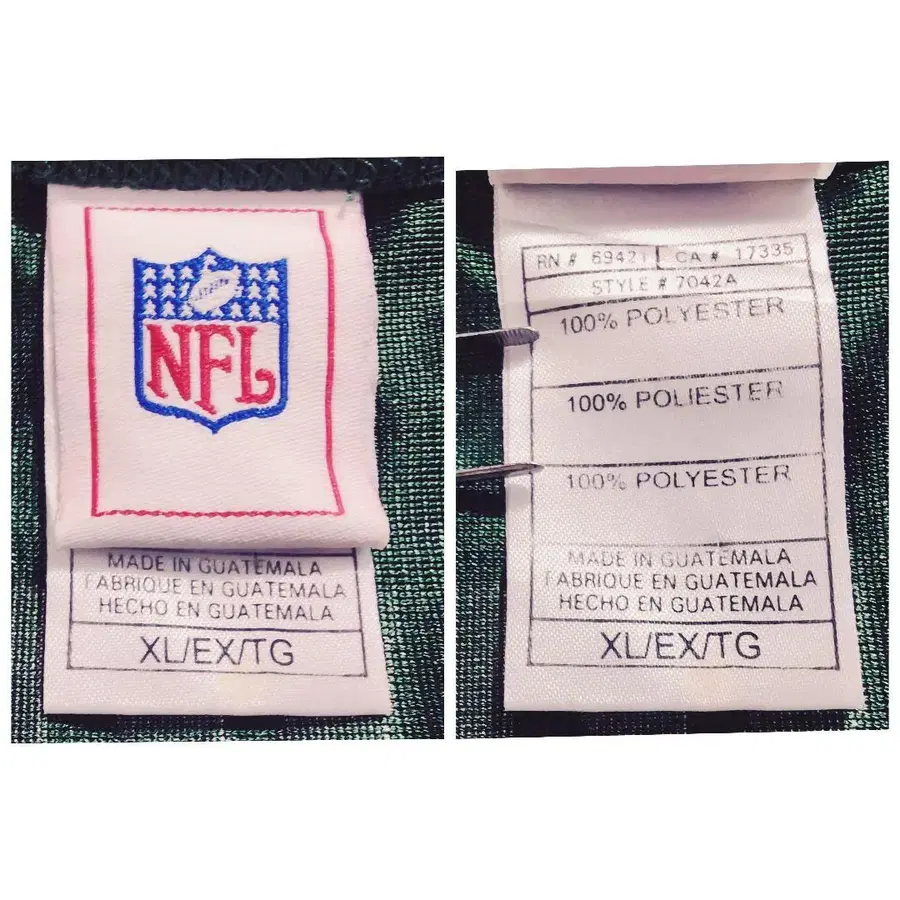 NFL
MADE IN GUATEMALA
FABRIQUE EN GUATEMALA
HECHO EN GUATEMALA
XL/EX/TG
RN # 69421 CA # 17335
STYLE # 7042A
100% POLYESTER
100% POLIESTER
100% POLYESTER
MADE IN GUATEMALA
FABRIQUE EN GUATEMALA
HECHO EN GUATEMALA
XL/EX/TG